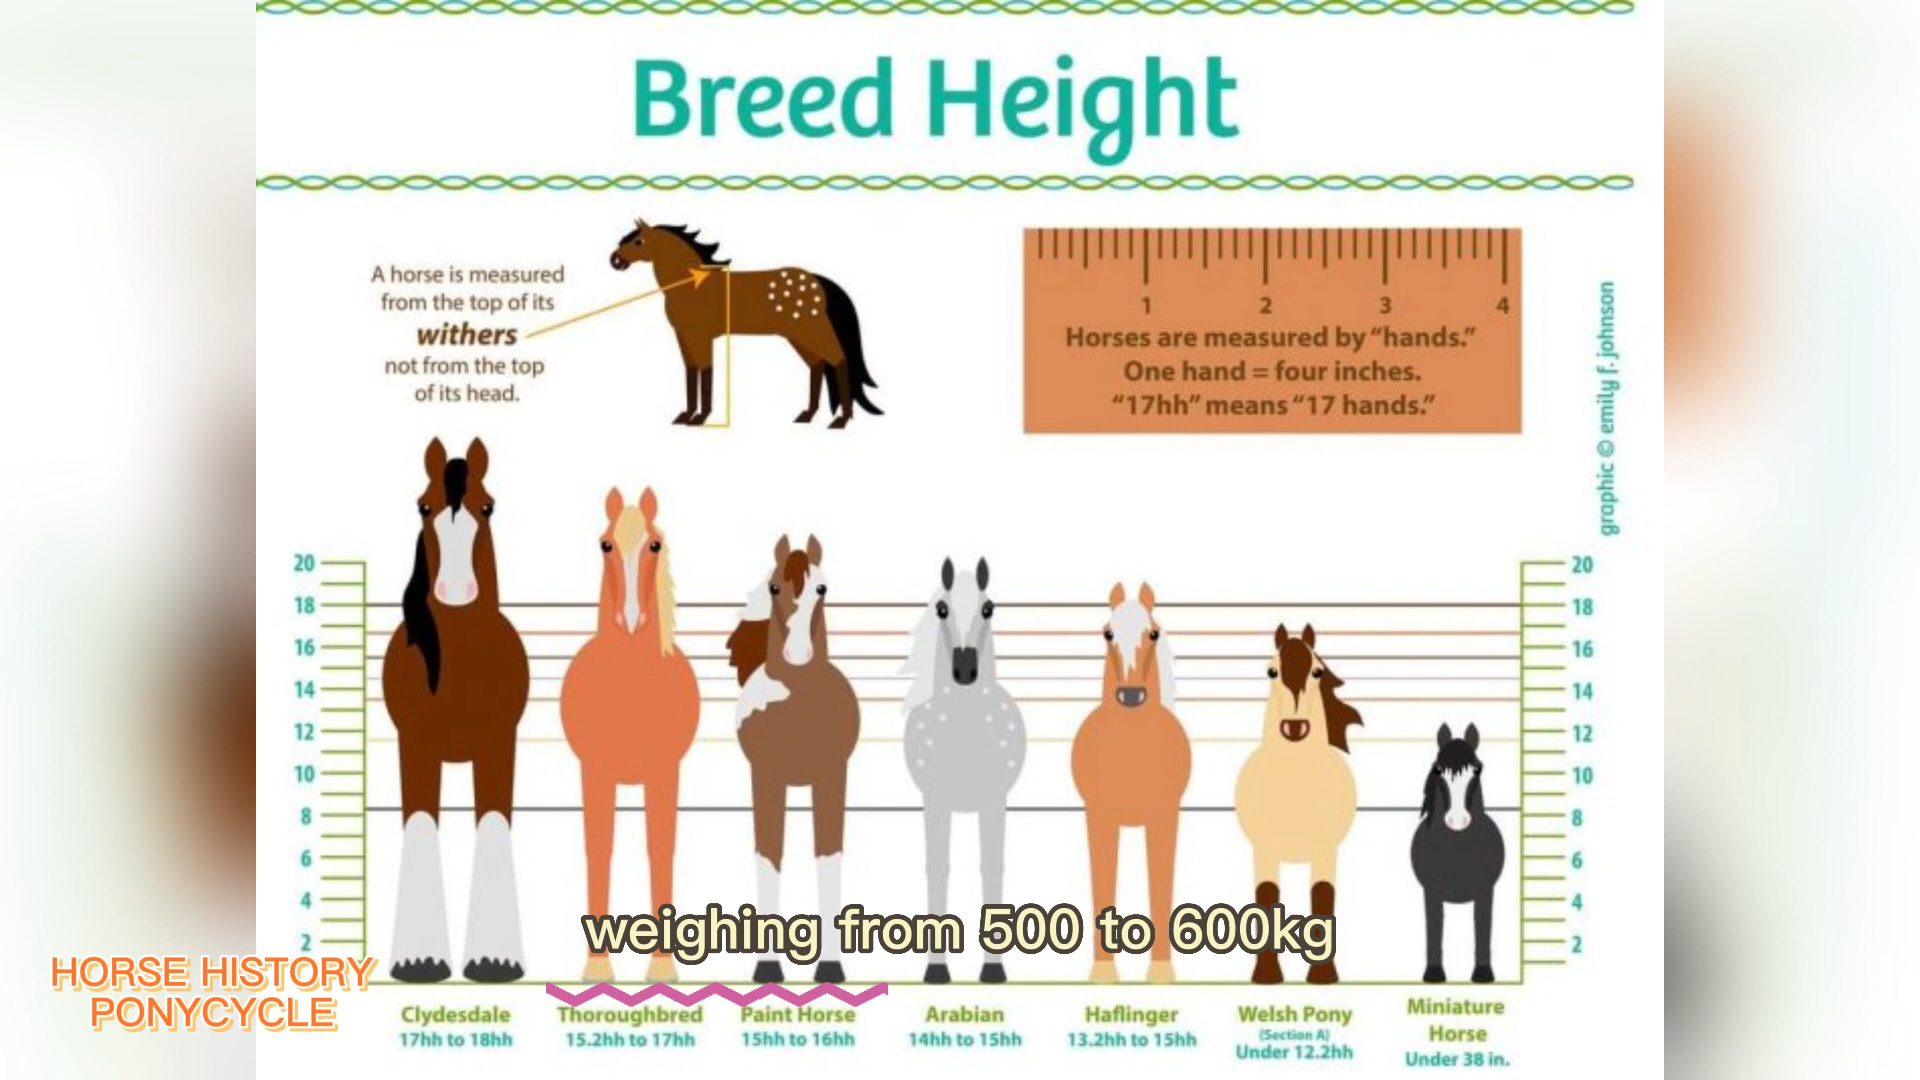 Breed Height
A horse is measured
from the top of its
withers
not from the top
of its head.
1 2 3 4
Horses are measured by “hands.”
One hand = four inches.
“17hh” means “17 hands.”
graphic © emily f. johnson
20
18
16
14
12
10
8
6
4
2
20
18
16
14
12
10
8
6
4
2
weighing from 500 to 600kg
HORSE HISTORY
PONYCYCLE
Clydesdale
17hh to 18hh
Thoroughbred
15.2hh to 17hh
Paint Horse
15hh to 16hh
Arabian
14hh to 15hh
Haflinger
13.2hh to 15hh
Welsh Pony
(Section A)
Under 12.2hh
Miniature
Horse
Under 38 in.